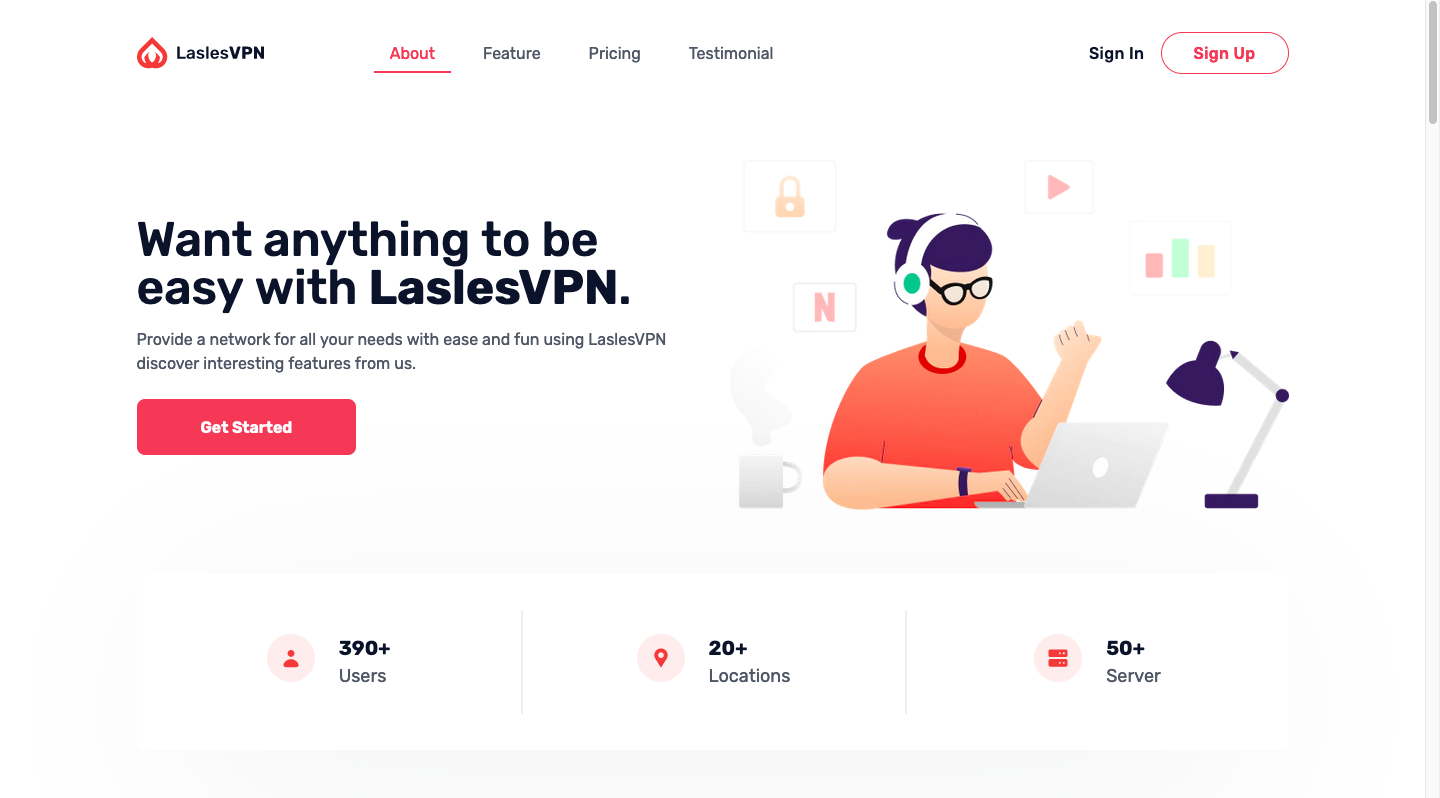 LaslesVPN
About
Feature
Pricing
Testimonial
Sign In
Sign Up
Want anything to be
easy with LaslesVPN.
Provide a network for all your needs with ease and fun using LaslesVPN
discover interesting features from us.
Get Started
N
390+
Users
20+
Locations
50+
Server